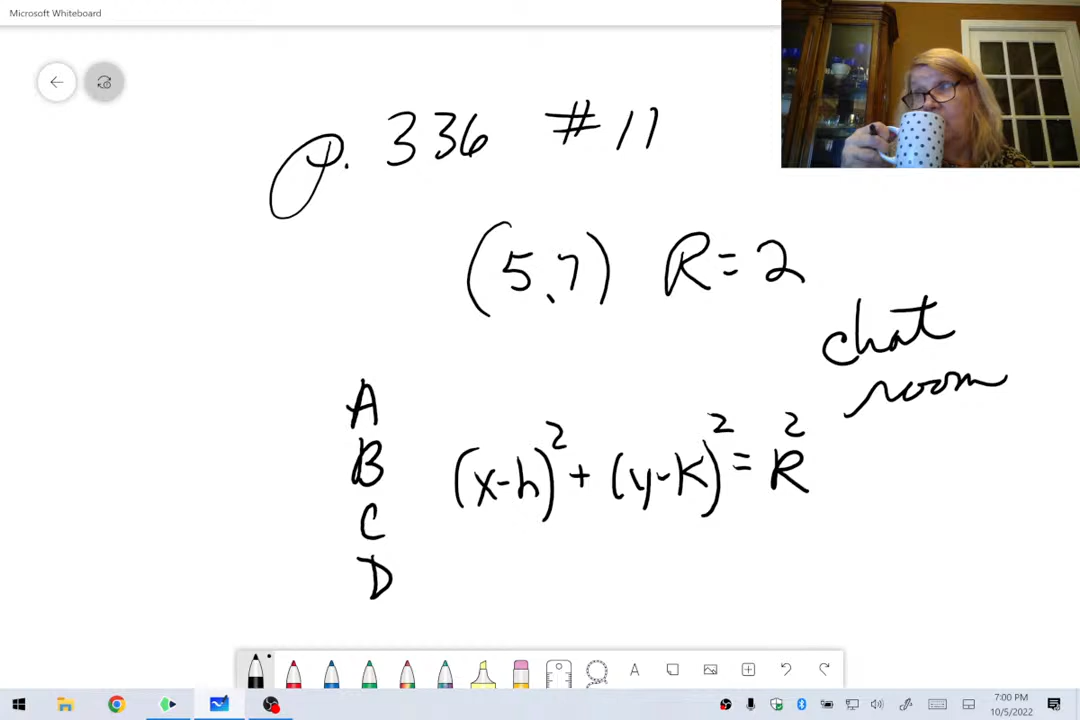 Microsoft Whiteboard
P. 336 #11
(5,7) R=2
chat
room
A
B
(x-h)² + (y-k)² = R²
C
D
A
7:00 PM
10/5/2022